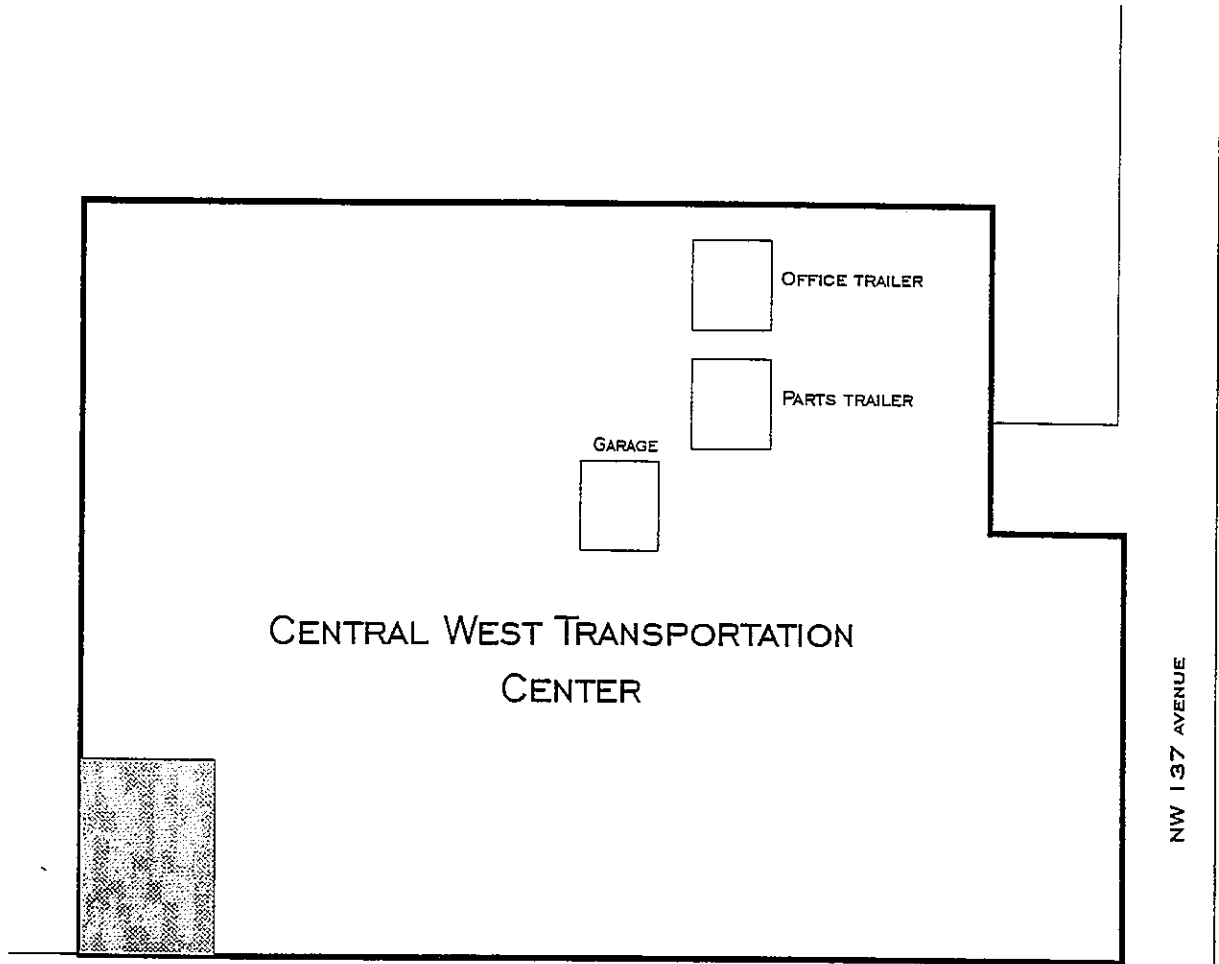 OFFICE TRAILER
PARTS TRAILER
GARAGE
CENTRAL WEST TRANSPORTATION
CENTER
NW 137 AVENUE